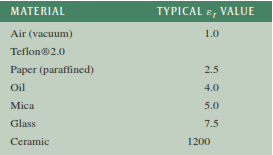 MATERIAL TYPICAL εr VALUE
Air (vacuum) 1.0
Teflon®2.0
Paper (paraffined) 2.5
Oil 4.0
Mica 5.0
Glass 7.5
Ceramic 1200